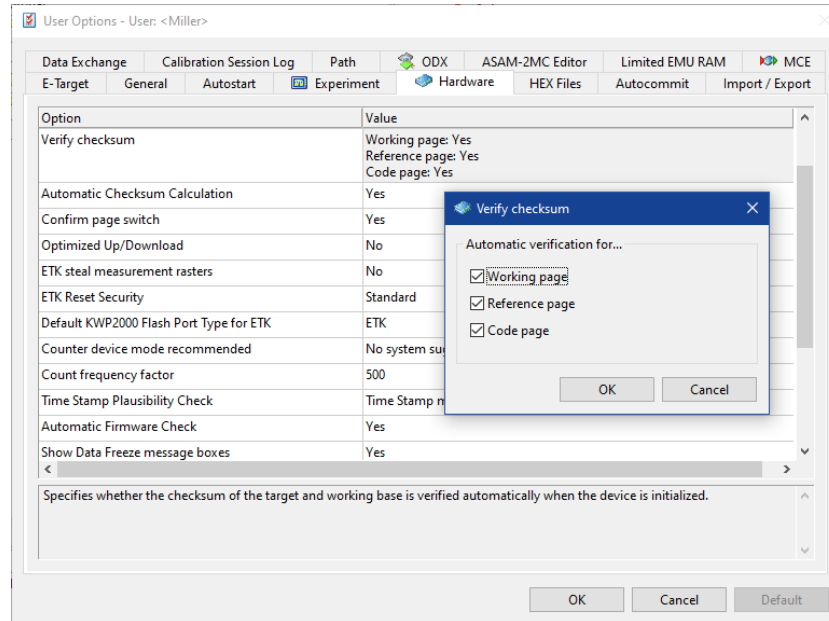 User Options - User: <Miller>
Data Exchange Calibration Session Log Path ODX ASAM-2MC Editor Limited EMU RAM MCE
E-Target General Autostart Experiment Hardware HEX Files Autocommit Import / Export
Option Value
Verify checksum Working page: Yes
Reference page: Yes
Code page: Yes
Automatic Checksum Calculation Yes
Confirm page switch Yes
Optimized Up/Download No
ETK steal measurement rasters No
ETK Reset Security Standard
Default KWP2000 Flash Port Type for ETK ETK
Counter device mode recommended No system
Count frequency factor 500
Time Stamp Plausibility Check Time Stamp
Automatic Firmware Check Yes
Show Data Freeze message boxes Yes
Verify checksum
Automatic verification for...
Working page
Reference page
Code page
OK Cancel
Specifies whether the checksum of the target and working base is verified automatically when the device is initialized.
OK Cancel Default